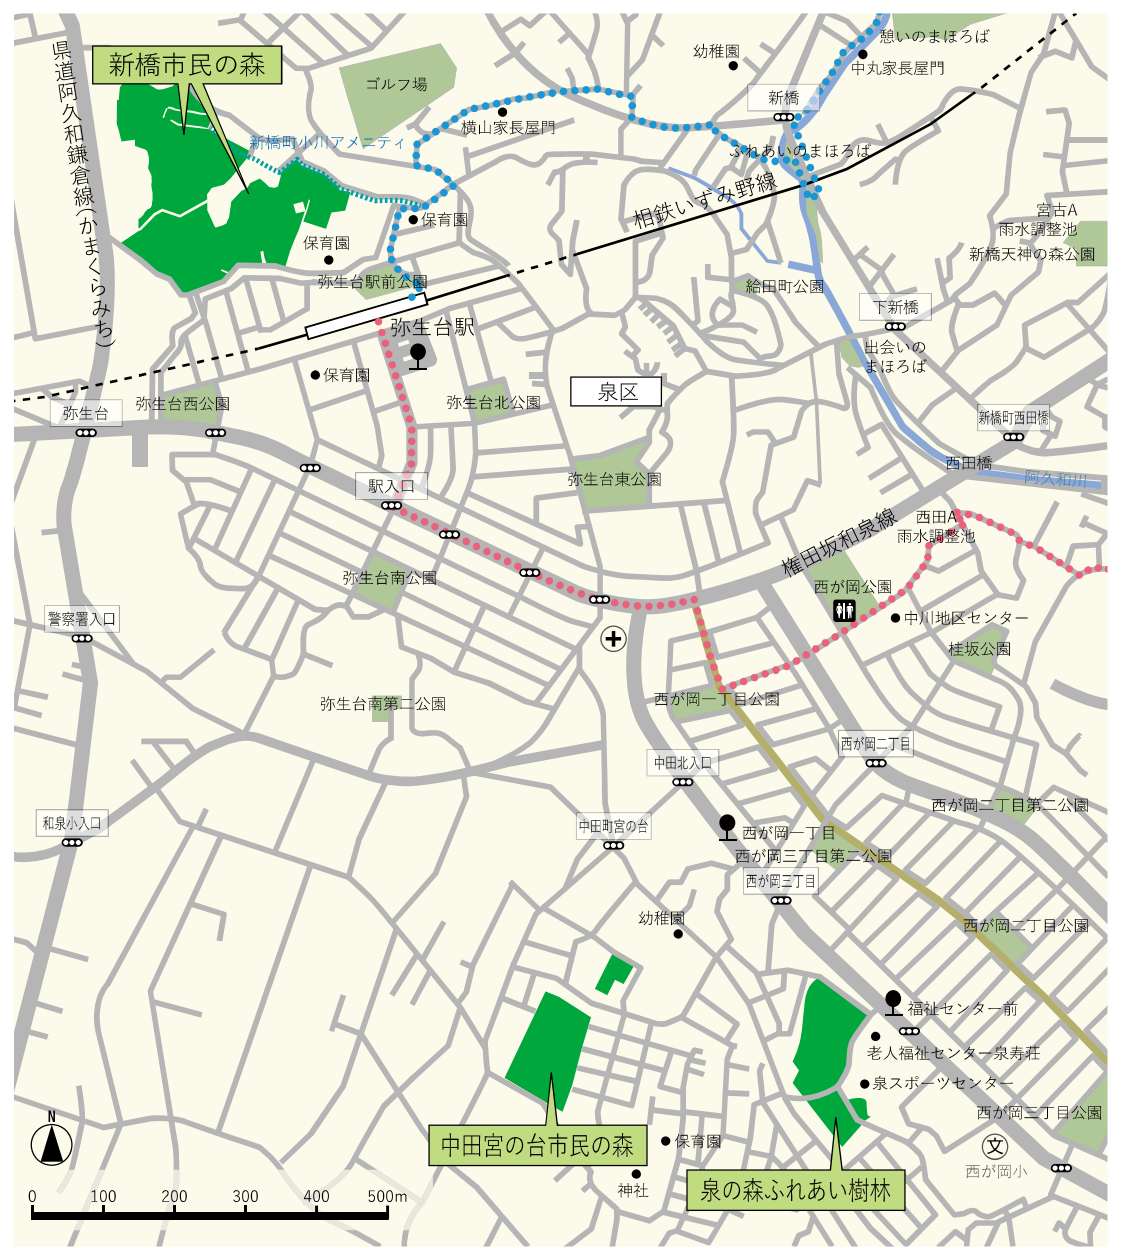 憩いのまほろば
幼稚園
中丸家長屋門
新橋市民の森
ゴルフ場
新橋
横山家長屋門
新橋町小川アメニティ
ふれあいのまほろば
県道阿久和鎌倉線(かまくらみち)
相鉄いずみ野線
保育園
保育園
宮古A
雨水調整池
新橋天神の森公園
弥生台駅前公園
下新橋
弥生台駅
出会いの
まほろば
保育園
泉区
弥生台
弥生台西公園
弥生台北公園
新橋町西田橋
西田橋
弥生台東公園
阿久和川
駅入口
権田坂和泉線
西田A
雨水調整池
弥生台南公園
西が岡公園
警察署入口
中川地区センター
桂坂公園
弥生台南第二公園
西が岡一丁目公園
西が岡二丁目
中田北入口
和泉小入口
中田町宮の台
西が岡二丁目第二公園
西が岡一丁目
西が岡三丁目第二公園
西が岡三丁目
幼稚園
西が岡二丁目公園
福祉センター前
老人福祉センター泉寿荘
泉スポーツセンター
西が岡三丁目公園
N
中田宮の台市民の森
保育園
文
西が岡小
神社
泉の森ふれあい樹林
0 100 200 300 400 500m